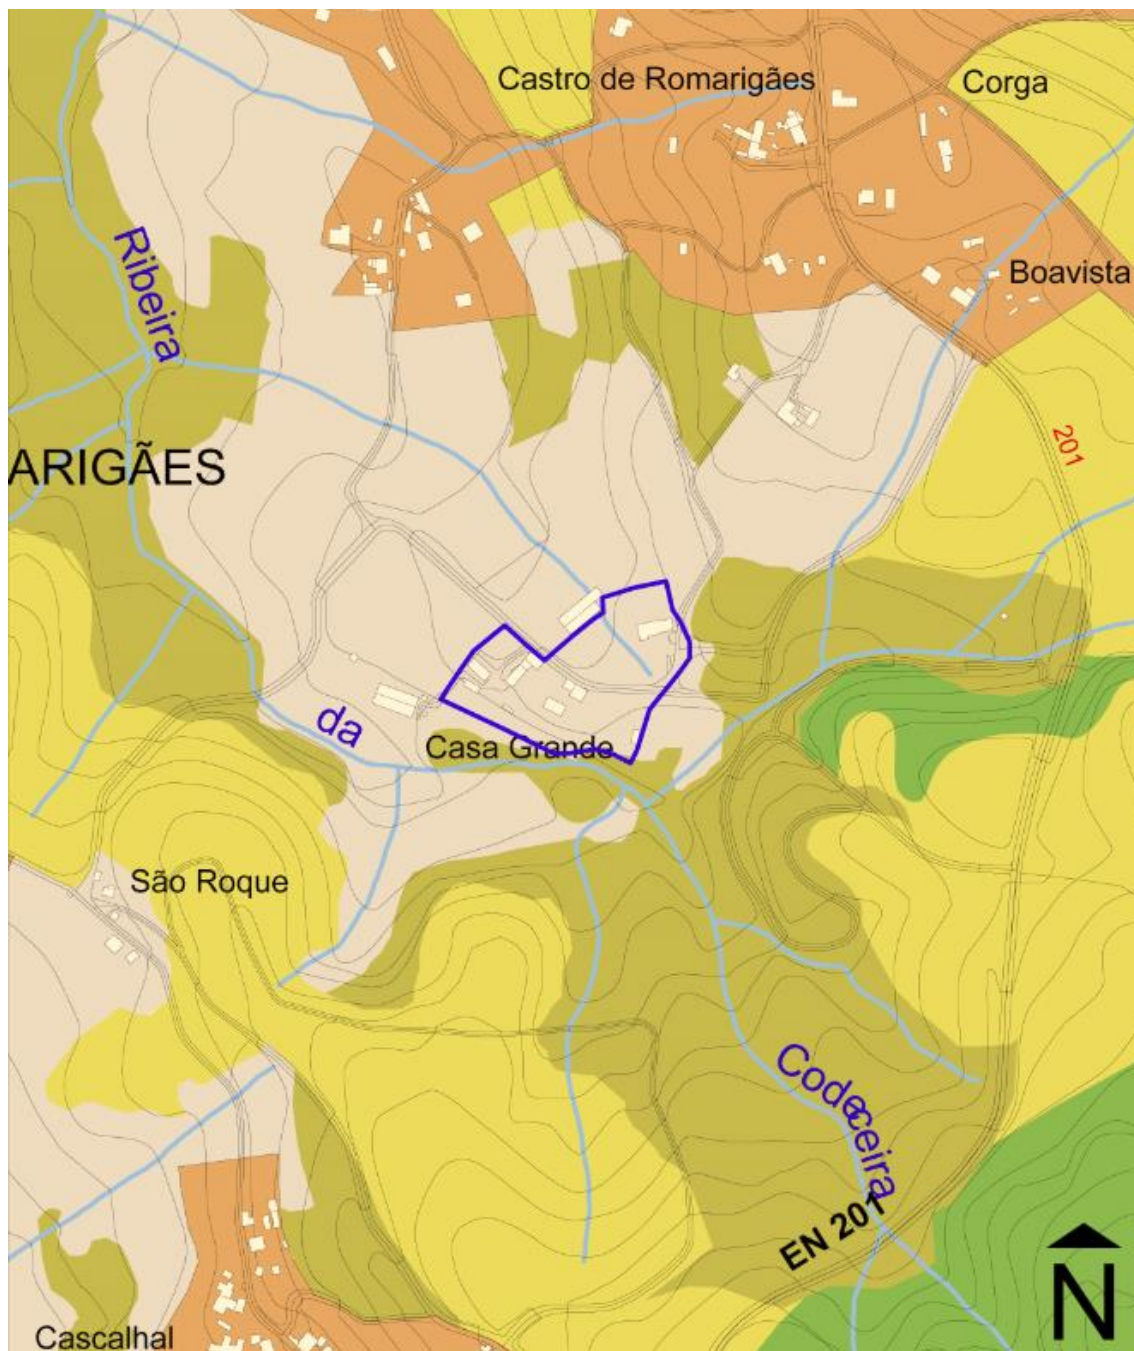 Castro de Romarigães
Corga
Ribeira
Boavista
201
ARIGÃES
da
Casa Grande
São Roque
Codeceira
EN 201
N
Cascalhal